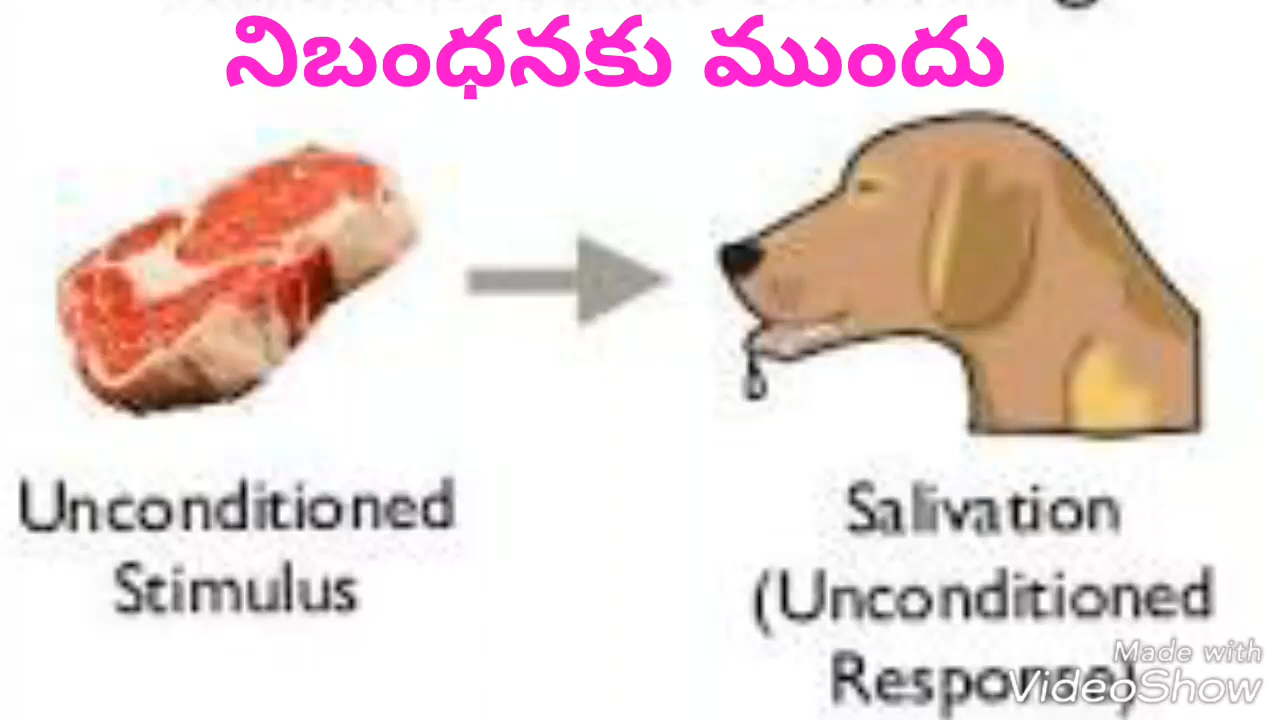 నిబంధనకు ముందు
Unconditioned
Stimulus
Salivation
(Unconditioned
Response)
Made with
VideoShow